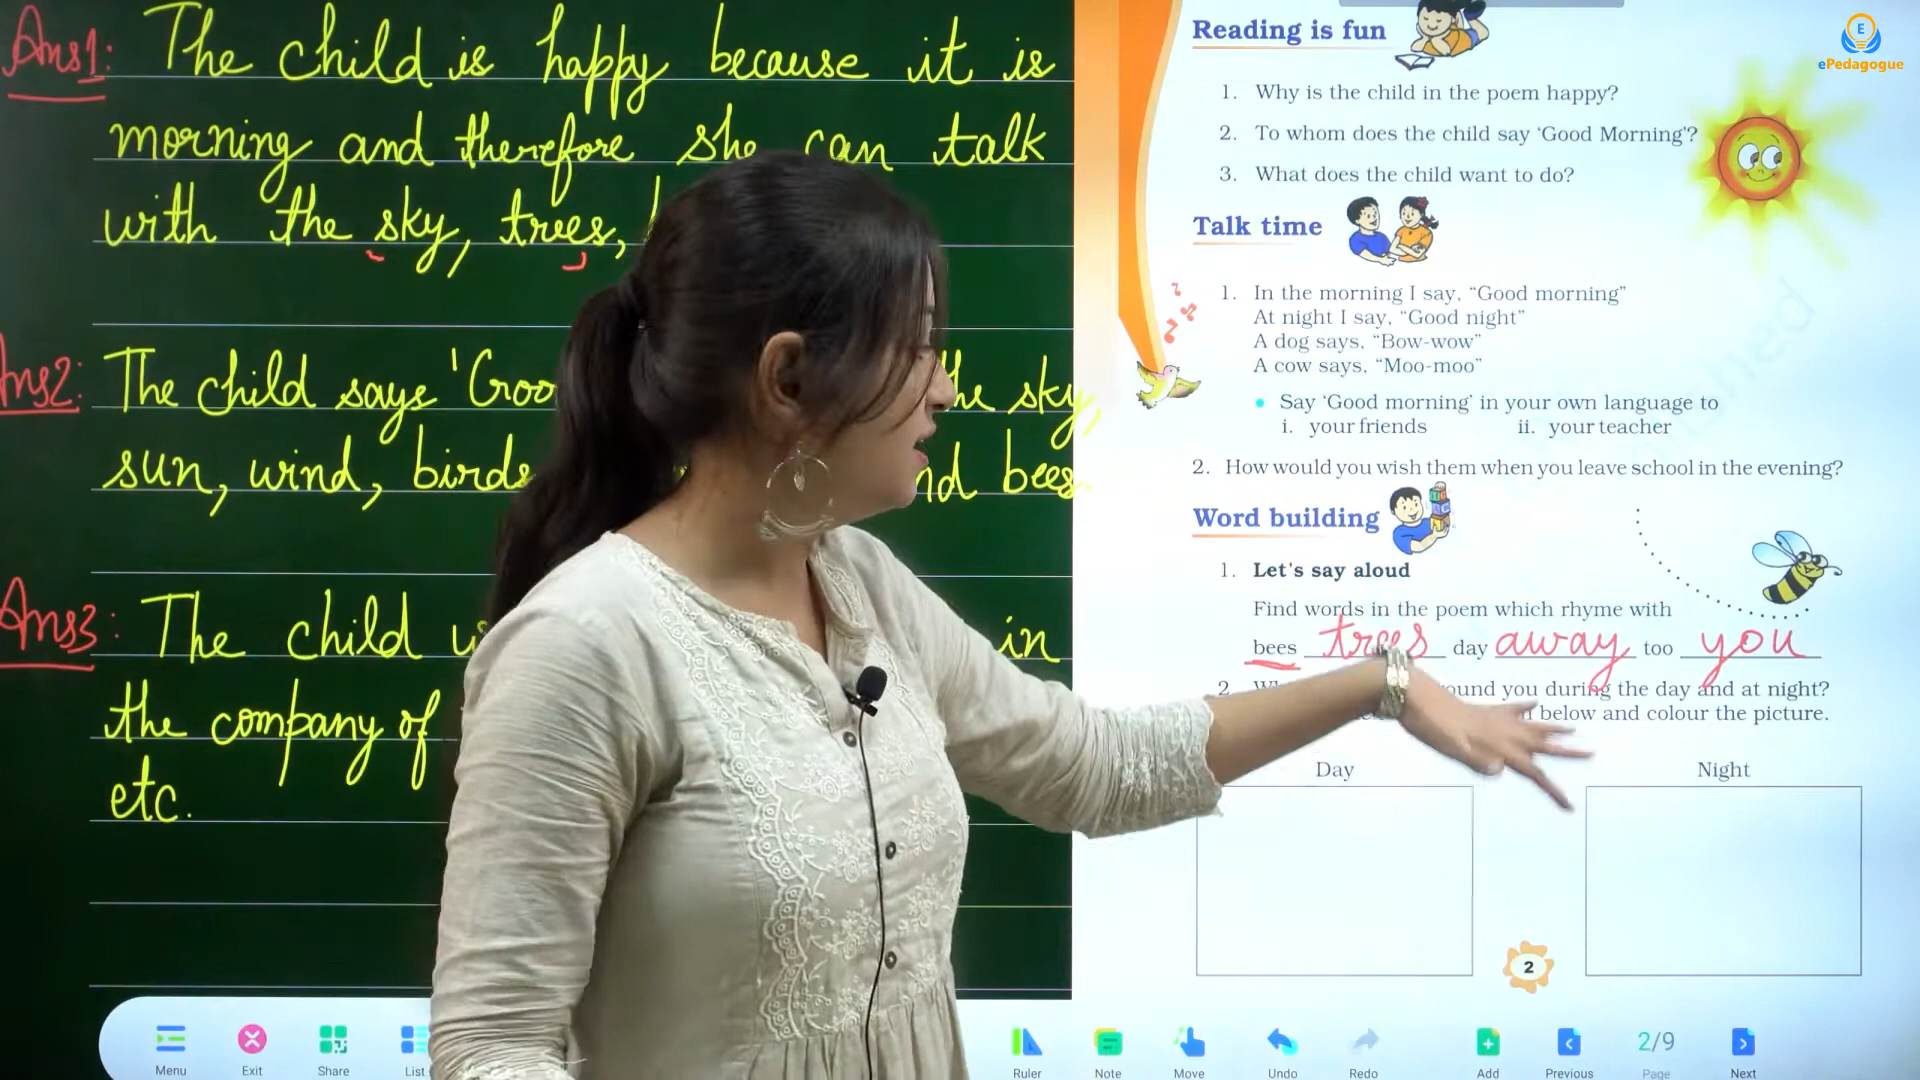 Ans1: The child is happy because it is
morning and therefore she can talk
with the sky, trees,
Ans2: The child says 'Goo the sky,
sun, wind, birds nd bees.
Ans3: The child in
the company of
etc.
Reading is fun
1. Why is the child in the poem happy?
2. To whom does the child say ‘Good Morning’?
3. What does the child want to do?
Talk time
1. In the morning I say, “Good morning”
At night I say, “Good night”
A dog says, “Bow-wow”
A cow says, “Moo-moo”
• Say ‘Good morning’ in your own language to
i. your friends ii. your teacher
2. How would you wish them when you leave school in the evening?
Word building
1. Let's say aloud
Find words in the poem which rhyme with
bees trees day away too you
2 ound you during the day and at night?
below and colour the picture.
Day Night
2
E
ePedagogue
Menu Exit Share List Ruler Note Move Undo Redo Add Previous 2/9 Page Next